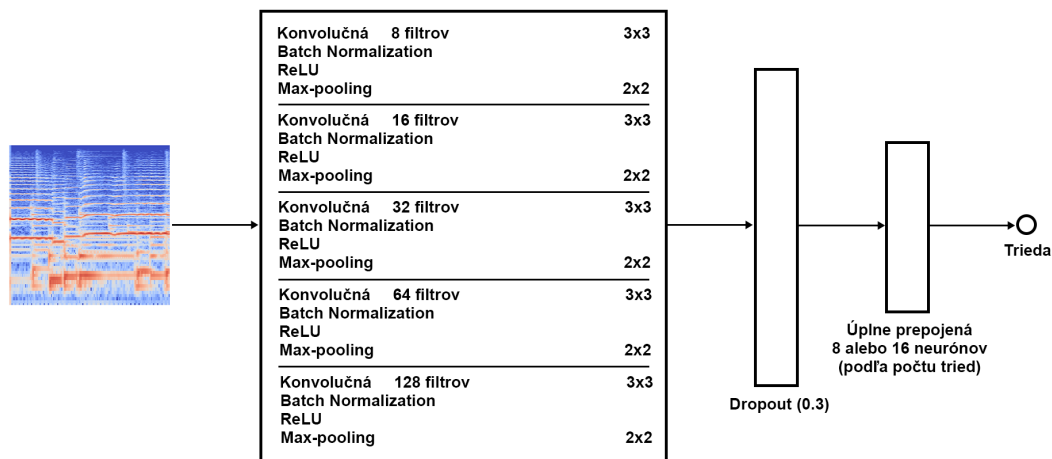 Konvolučná 8 filtrov 3x3
Batch Normalization
ReLU
Max-pooling 2x2
Konvolučná 16 filtrov 3x3
Batch Normalization
ReLU
Max-pooling 2x2
Konvolučná 32 filtrov 3x3
Batch Normalization
ReLU
Max-pooling 2x2
Konvolučná 64 filtrov 3x3
Batch Normalization
ReLU
Max-pooling 2x2
Konvolučná 128 filtrov 3x3
Batch Normalization
ReLU
Max-pooling 2x2
Dropout (0.3)
Úplne prepojená
8 alebo 16 neurónov
(podľa počtu tried)
Trieda